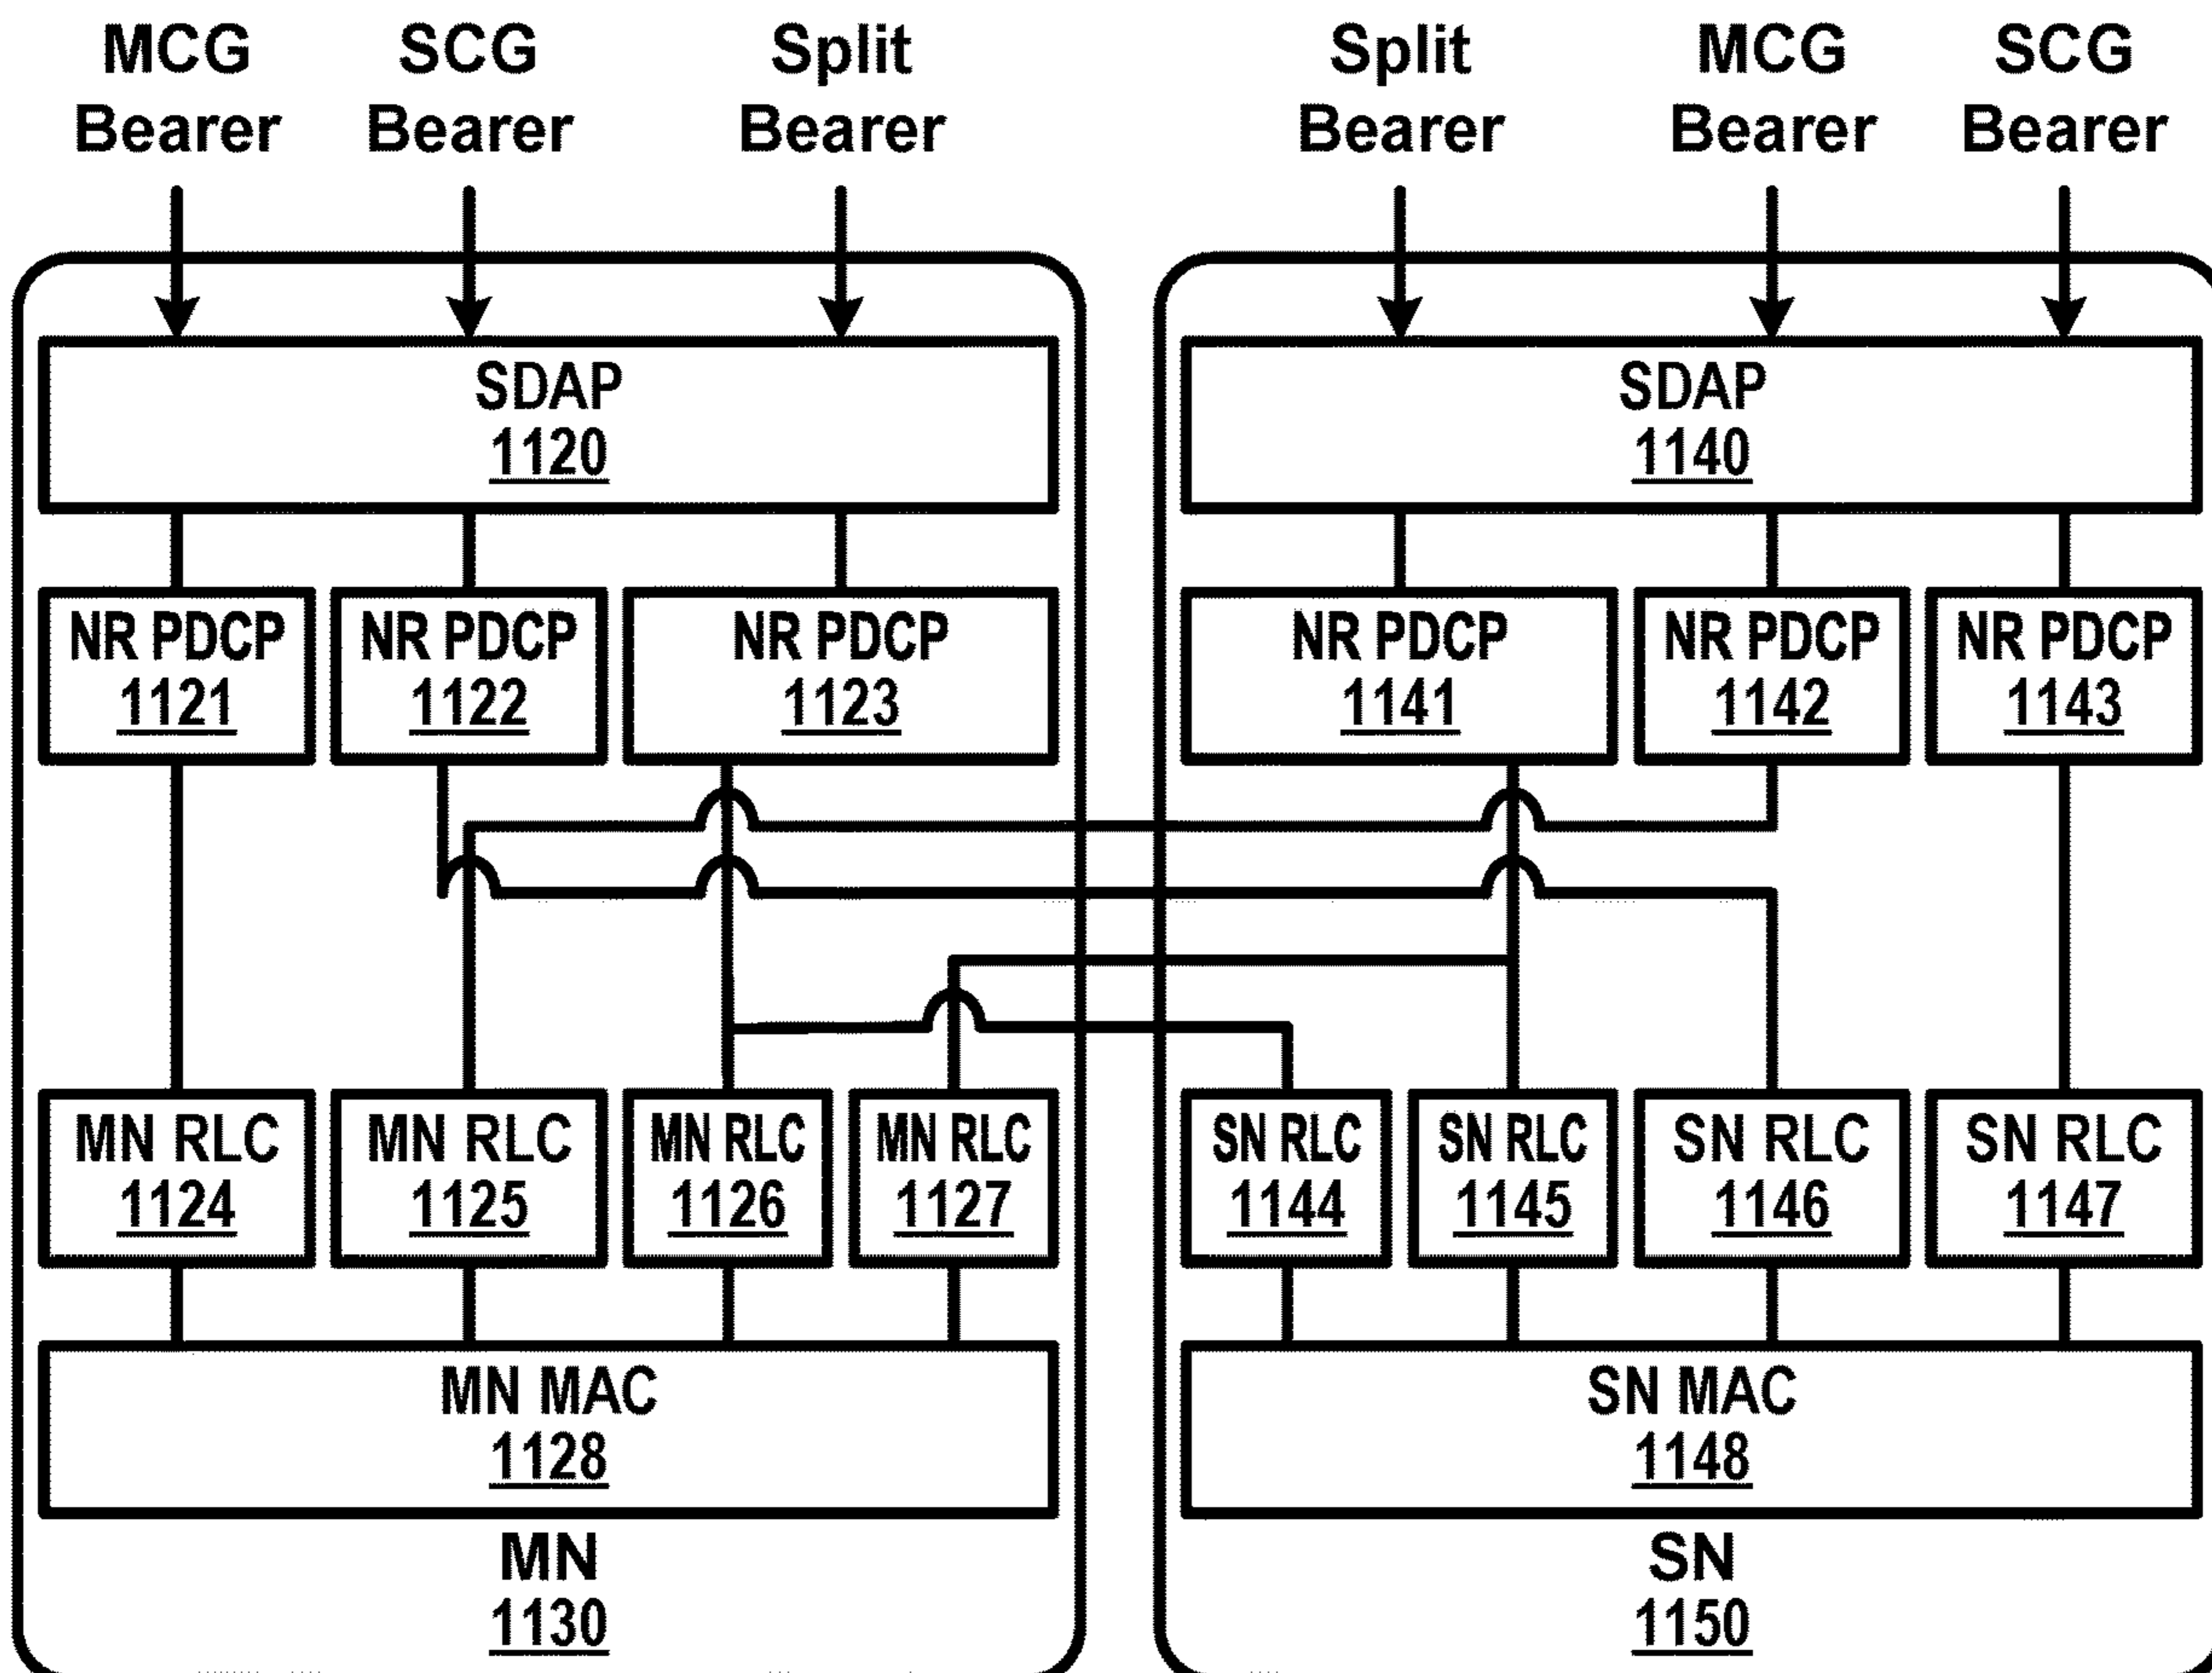 MCG
Bearer
SCG
Bearer
Split
Bearer
Split
Bearer
MCG
Bearer
SCG
Bearer
SDAP
1120
SDAP
1140
NR PDCP
1121
NR PDCP
1122
NR PDCP
1123
NR PDCP
1141
NR PDCP
1142
NR PDCP
1143
MN RLC
1124
MN RLC
1125
MN RLC
1126
MN RLC
1127
SN RLC
1144
SN RLC
1145
SN RLC
1146
SN RLC
1147
MN MAC
1128
SN MAC
1148
MN
1130
SN
1150